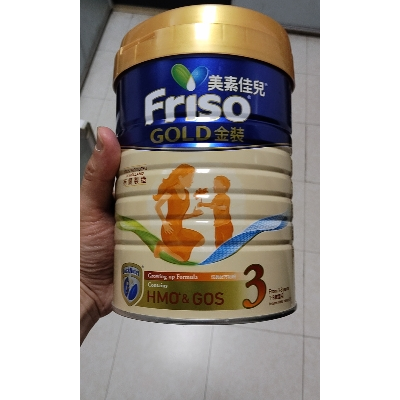 美素佳兒
Friso
GOLD 金裝
Growing up Formula
Contains
HMO & GOS
3